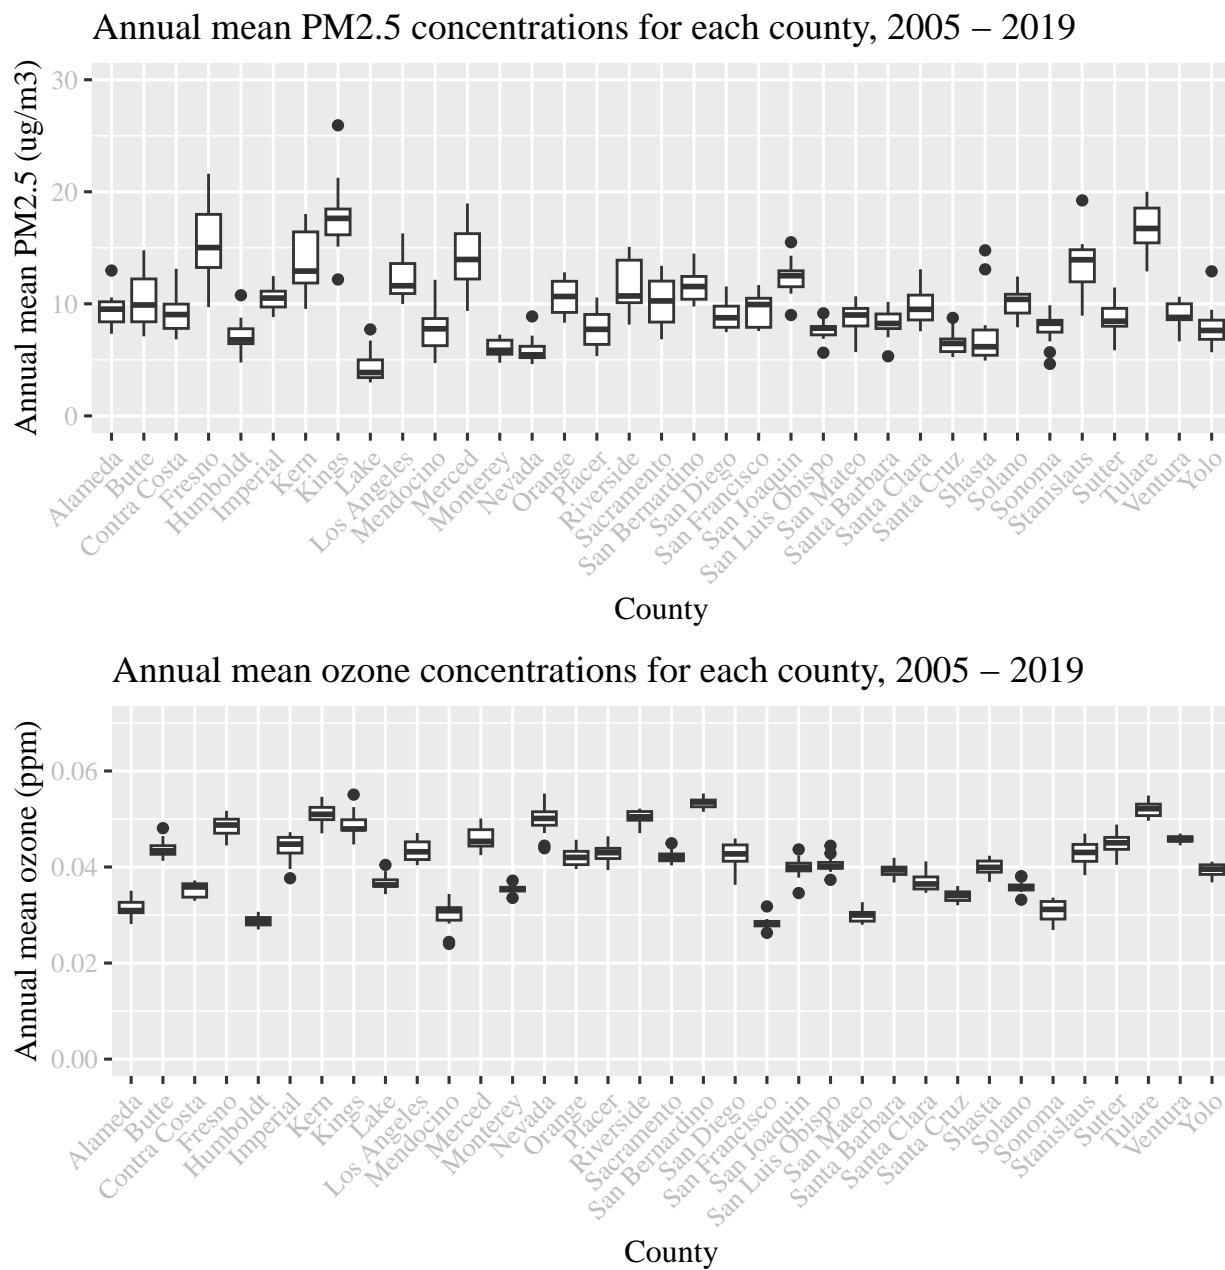 Annual mean PM2.5 concentrations for each county, 2005 – 2019
Annual mean PM2.5 (ug/m3)
30
20
10
0
Alameda
Butte
Contra Costa
Fresno
Humboldt
Imperial
Kern
Kings
Lake
Los Angeles
Mendocino
Merced
Monterey
Nevada
Orange
Placer
Riverside
Sacramento
San Bernardino
San Diego
San Francisco
San Joaquin
San Luis Obispo
San Mateo
Santa Barbara
Santa Clara
Santa Cruz
Shasta
Solano
Sonoma
Stanislaus
Sutter
Tulare
Ventura
Yolo
County
Annual mean ozone concentrations for each county, 2005 – 2019
Annual mean ozone (ppm)
0.06
0.04
0.02
0.00
Alameda
Butte
Contra Costa
Fresno
Humboldt
Imperial
Kern
Kings
Lake
Los Angeles
Mendocino
Merced
Monterey
Nevada
Orange
Placer
Riverside
Sacramento
San Bernardino
San Diego
San Francisco
San Joaquin
San Luis Obispo
San Mateo
Santa Barbara
Santa Clara
Santa Cruz
Shasta
Solano
Sonoma
Stanislaus
Sutter
Tulare
Ventura
Yolo
County